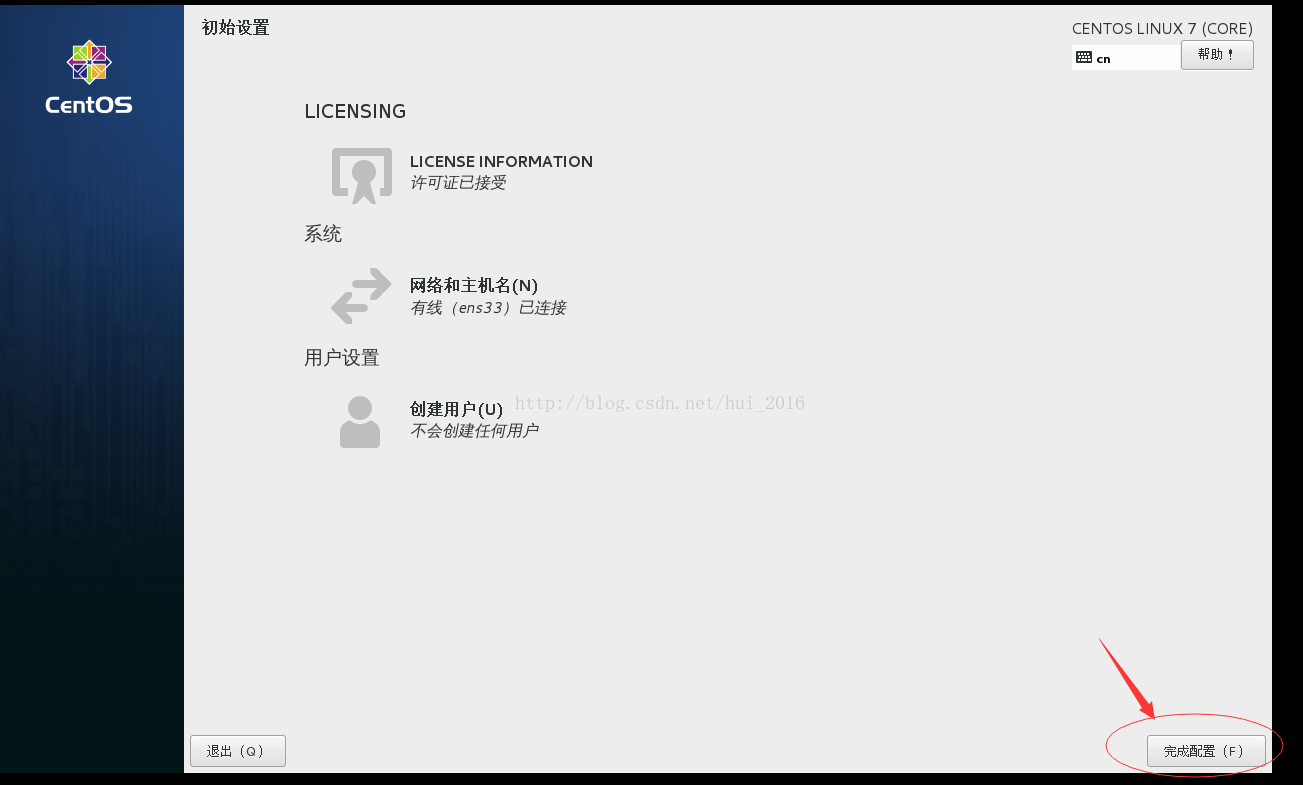 初始设置
CENTOS LINUX 7 (CORE)
cn
帮助！
CentOS
LICENSING
LICENSE INFORMATION
许可证已接受
系统
网络和主机名(N)
有线（ens33）已连接
用户设置
创建用户(U)
http://blog.csdn.net/hui_2016
不会创建任何用户
退出（Q）
完成配置（F）